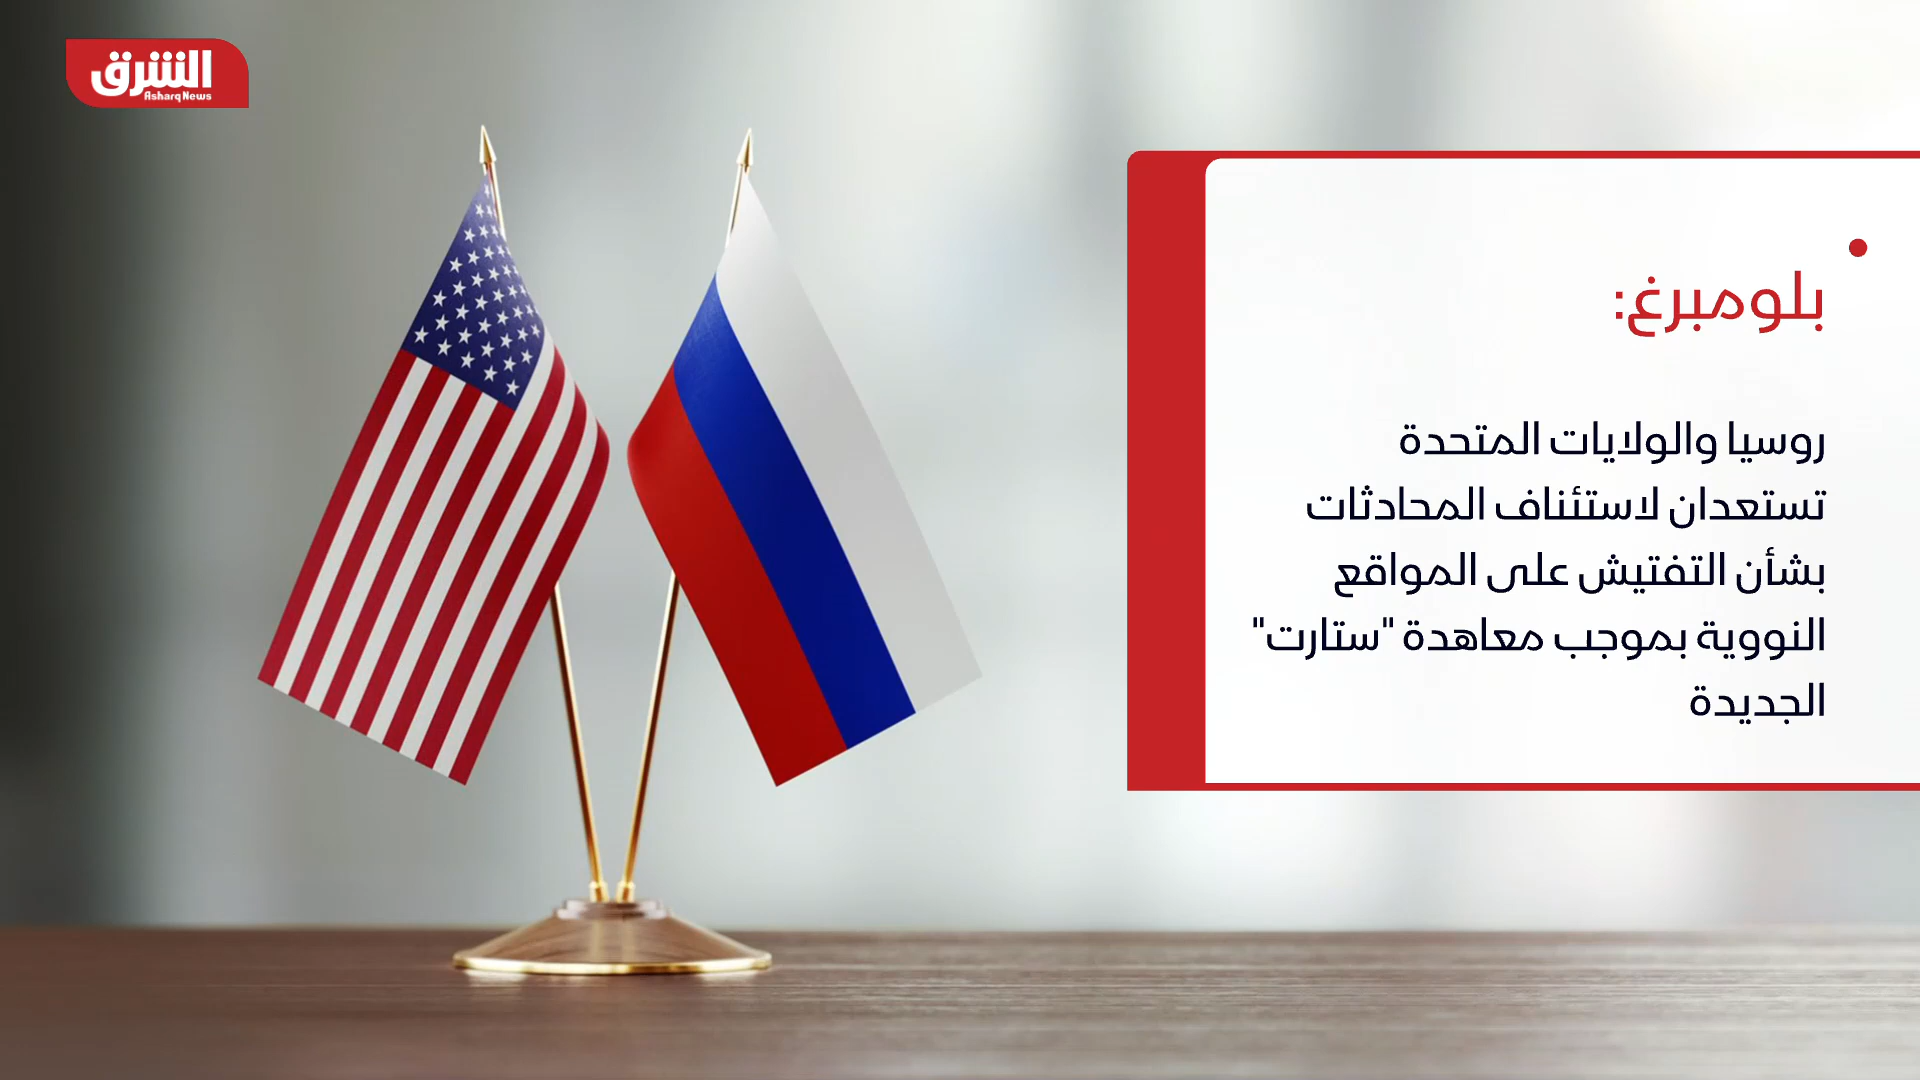 الشرق
Asharq News
بلومبرغ:
روسيا والولايات المتحدة
تستعدان لاستئناف المحادثات
بشأن التفتيش على المواقع
النووية بموجب معاهدة "ستارت"
الجديدة